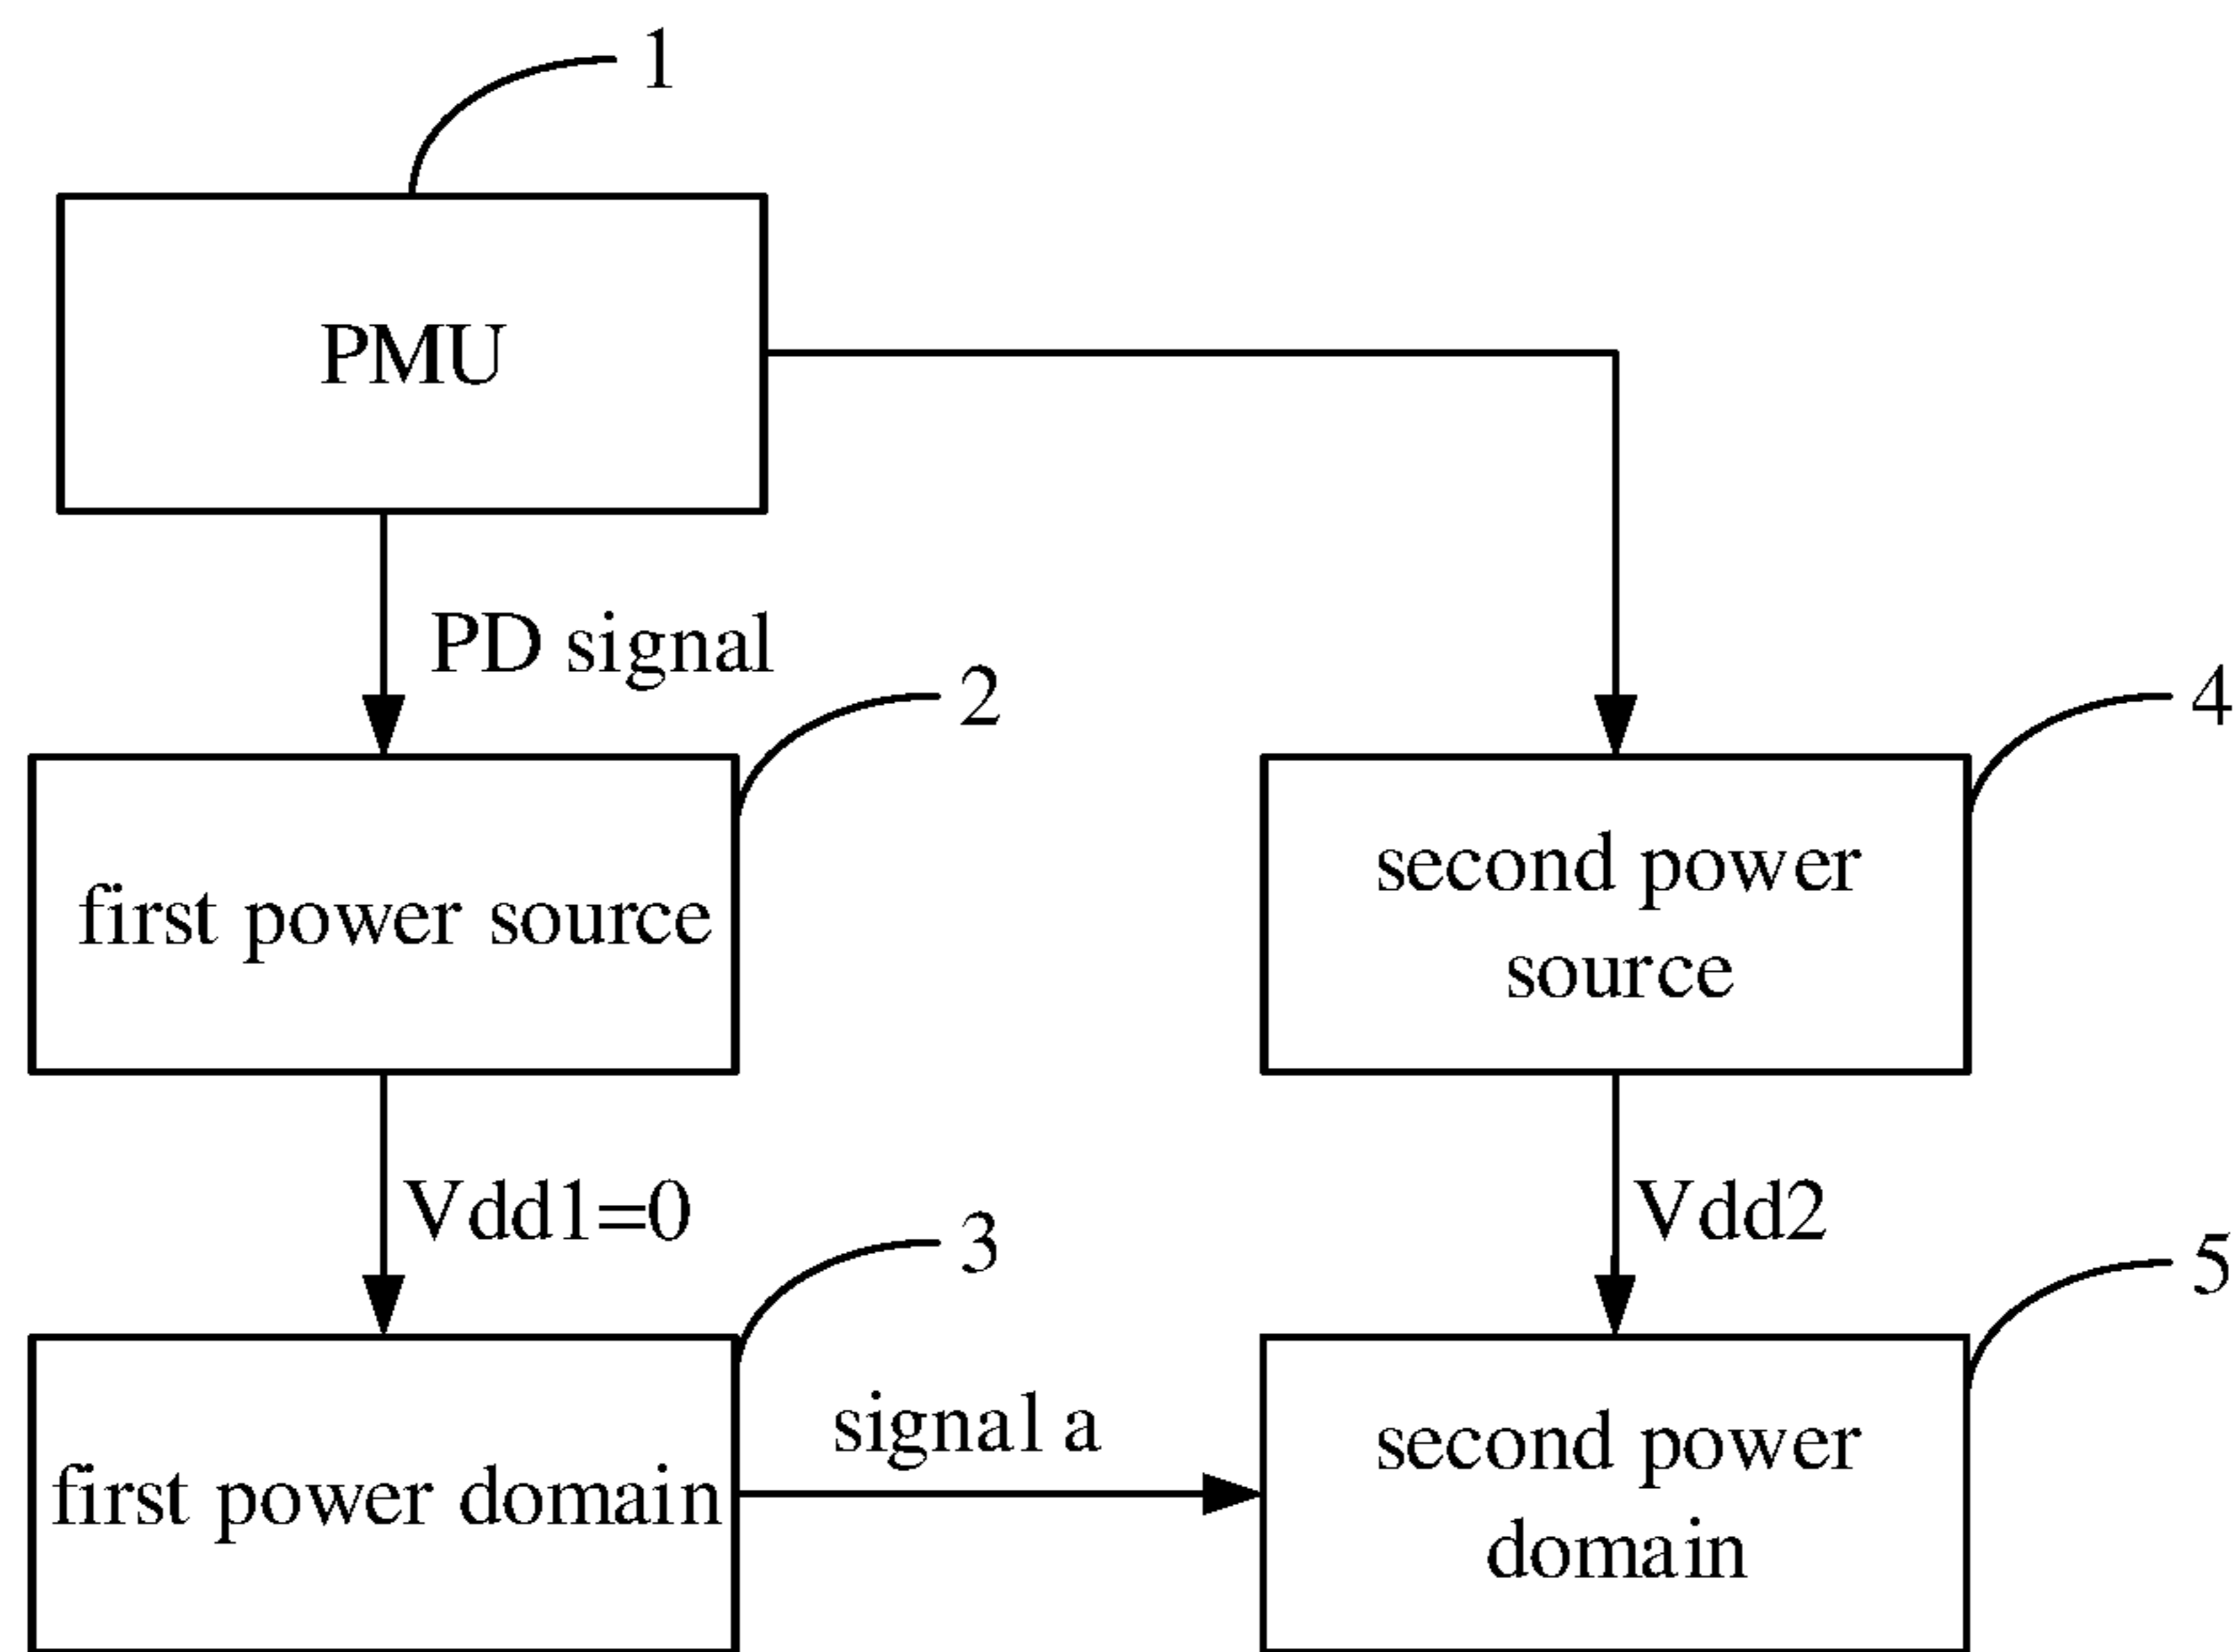 1
PMU
PD signal
2
4
first power source
second power
source
Vdd1=0
Vdd2
3
5
signal a
first power domain
second power
domain